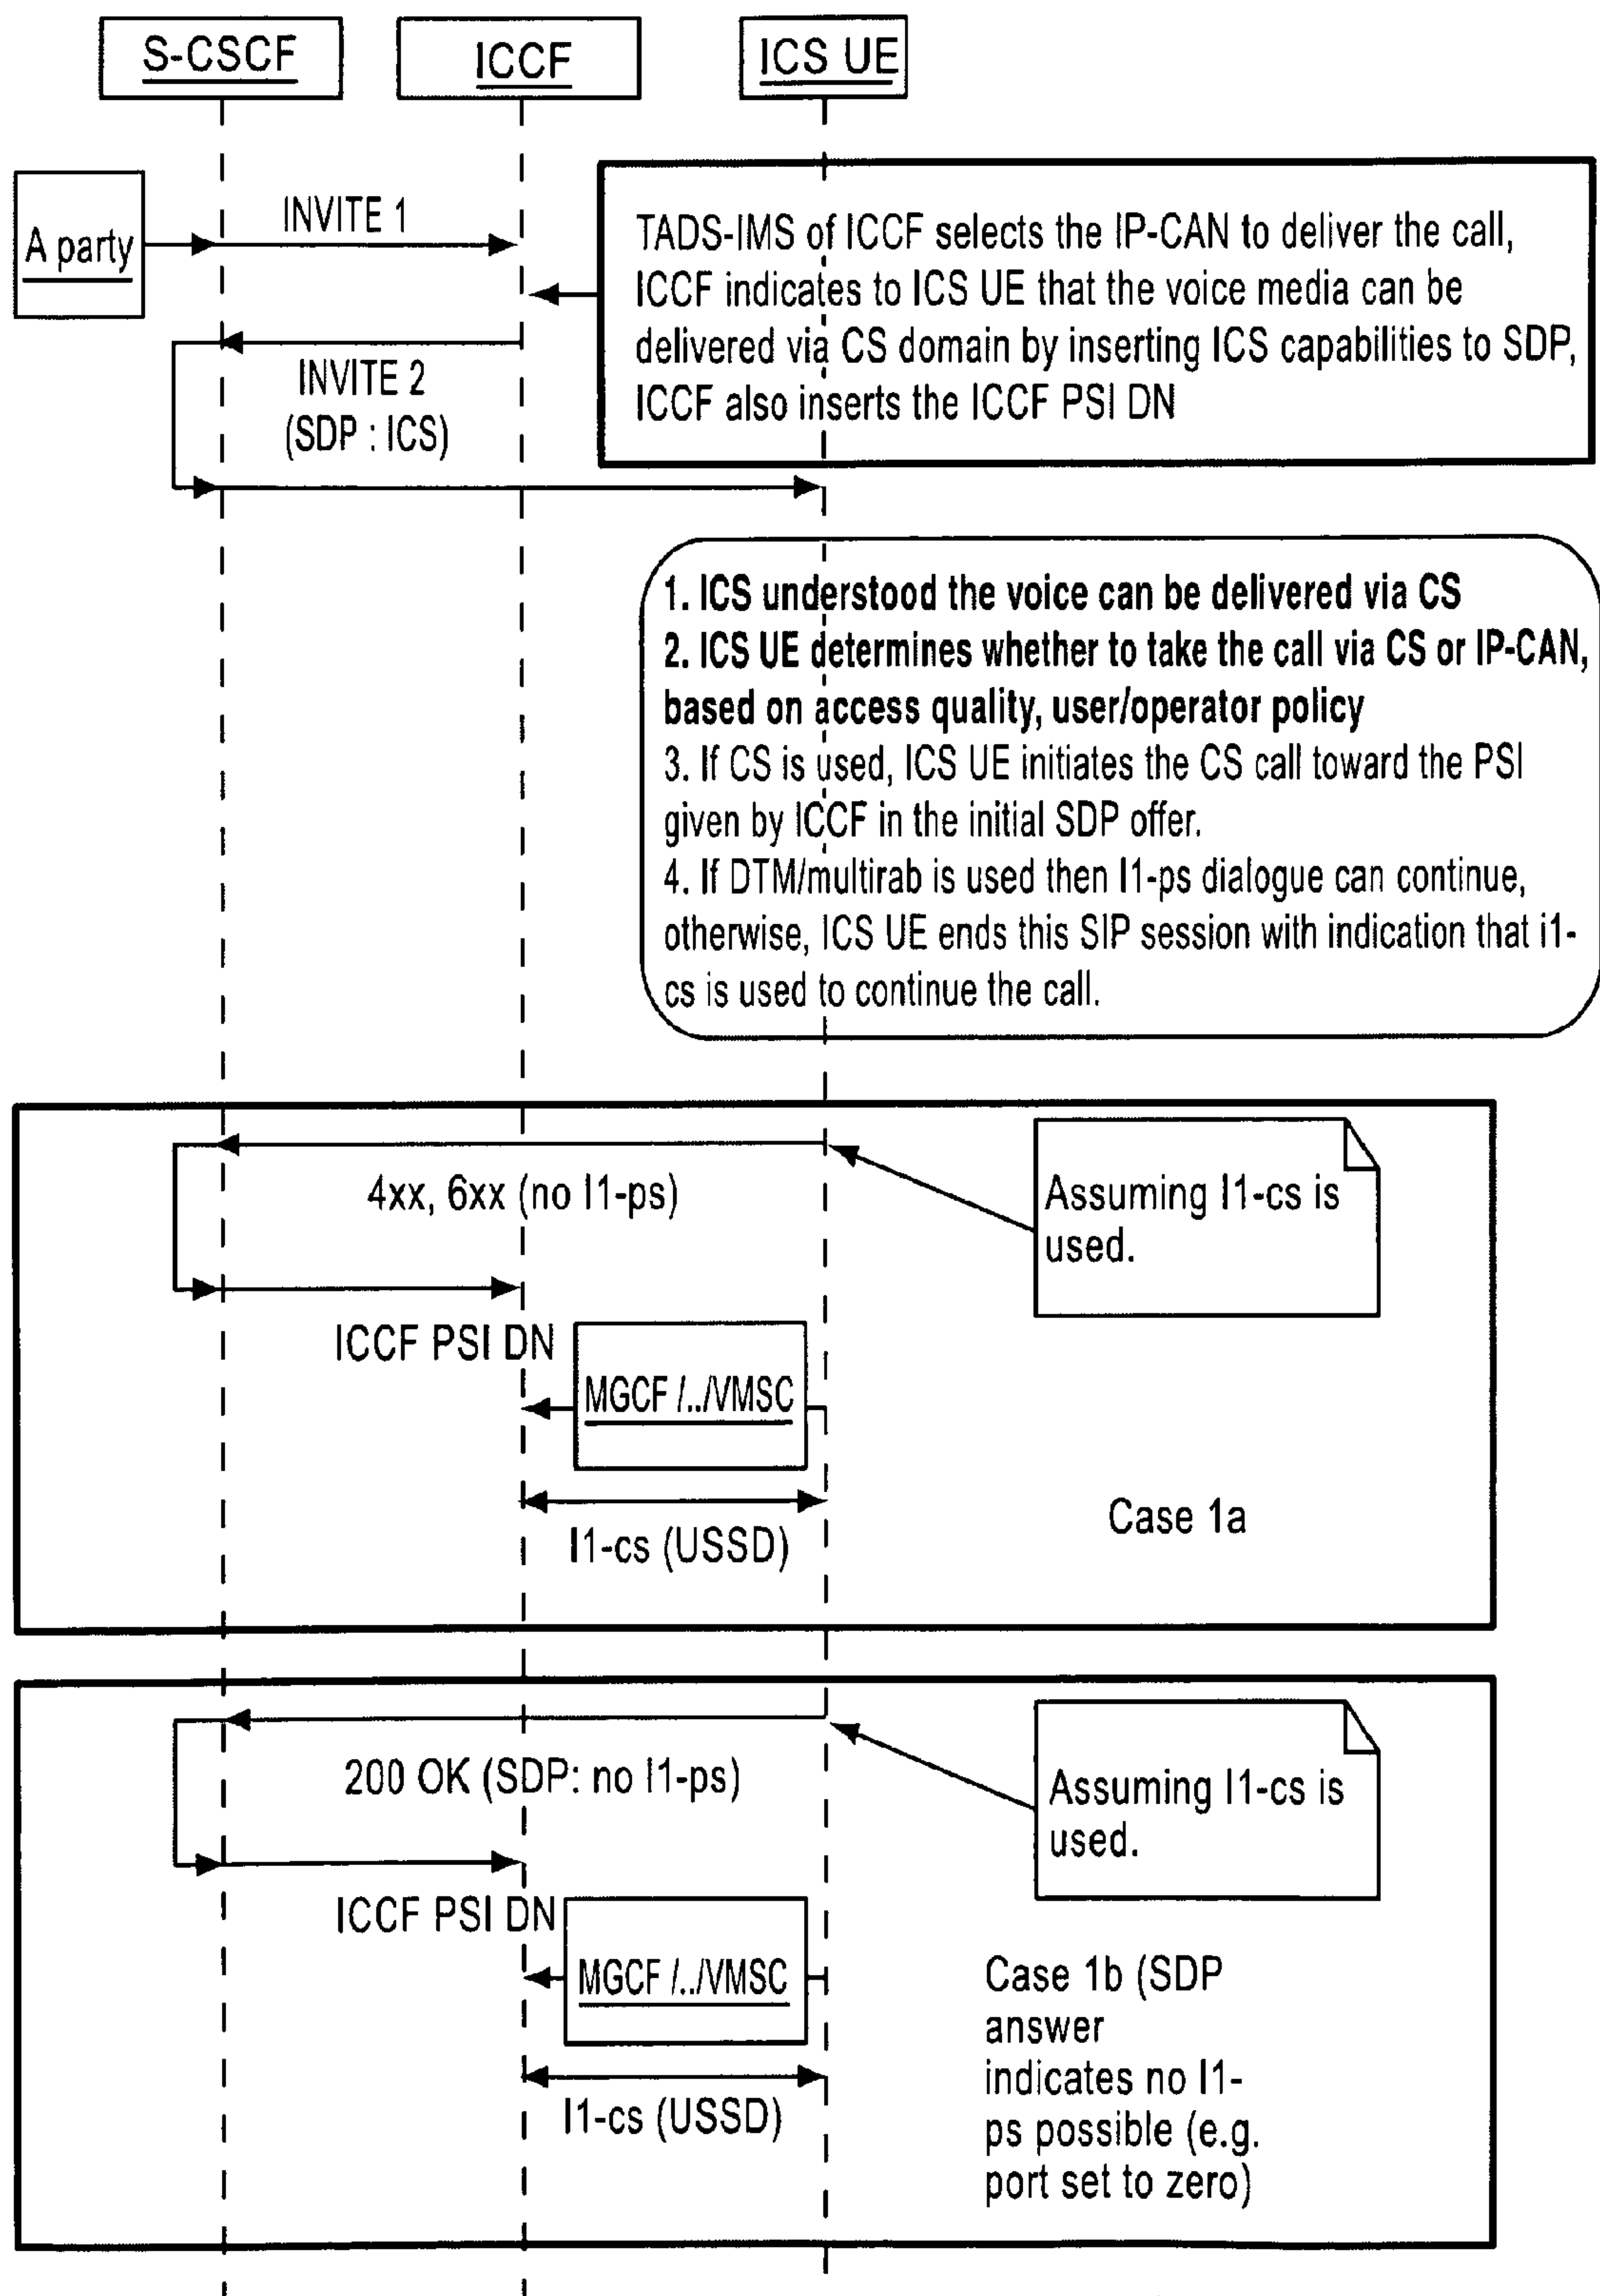 S-CSCF
ICCF
ICS UE
A party
INVITE 1
TADS-IMS of ICCF selects the IP-CAN to deliver the call,
ICCF indicates to ICS UE that the voice media can be
delivered via CS domain by inserting ICS capabilities to SDP,
ICCF also inserts the ICCF PSI DN
INVITE 2
(SDP : ICS)
1. ICS understood the voice can be delivered via CS
2. ICS UE determines whether to take the call via CS or IP-CAN,
based on access quality, user/operator policy
3. If CS is used, ICS UE initiates the CS call toward the PSI
given by ICCF in the initial SDP offer.
4. If DTM/multirab is used then I1-ps dialogue can continue,
otherwise, ICS UE ends this SIP session with indication that i1-
cs is used to continue the call.
4xx, 6xx (no I1-ps)
Assuming I1-cs is
used.
ICCF PSI DN
MGCF /../VMSC
I1-cs (USSD)
Case 1a
200 OK (SDP: no I1-ps)
Assuming I1-cs is
used.
ICCF PSI DN
MGCF /../VMSC
I1-cs (USSD)
Case 1b (SDP
answer
indicates no I1-
ps possible (e.g.
port set to zero)